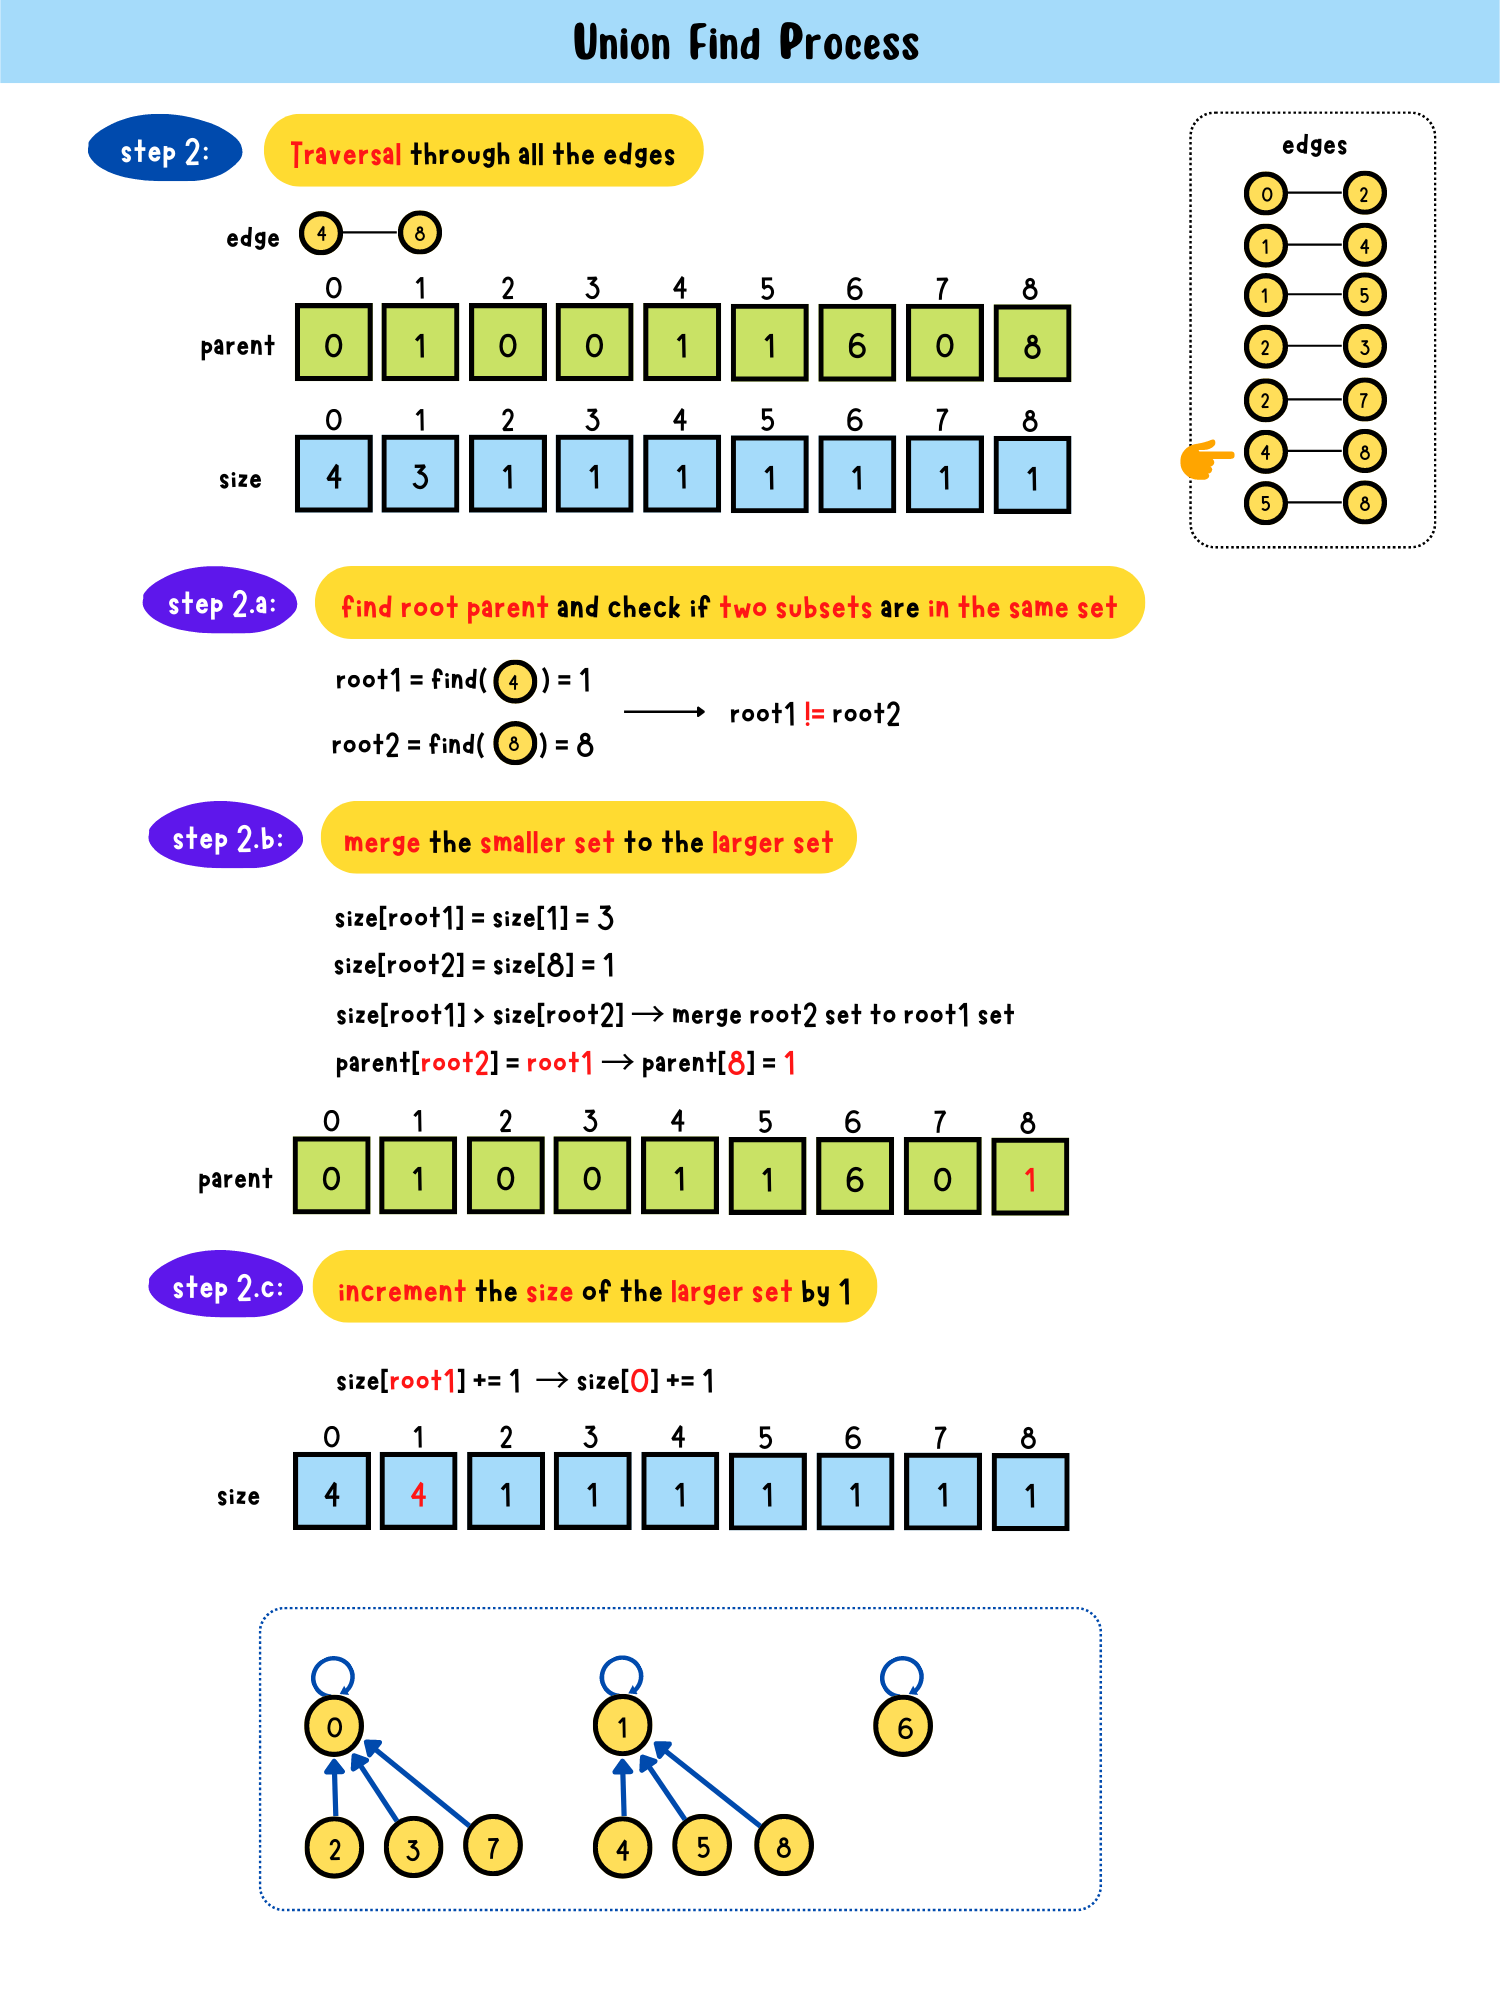 Union Find Process
step 2: Traversal through all the edges
edges
0 2
1 4
1 5
2 3
2 7
4 8
5 8
edge 4 8
0 1 2 3 4 5 6 7 8
parent 0 1 0 0 1 1 6 0 8
0 1 2 3 4 5 6 7 8
size 4 3 1 1 1 1 1 1 1
step 2.a: find root parent and check if two subsets are in the same set
root1 = find( 4 ) = 1
root2 = find( 8 ) = 8
root1 != root2
step 2.b: merge the smaller set to the larger set
size[root1] = size[1] = 3
size[root2] = size[8] = 1
size[root1] > size[root2] → merge root2 set to root1 set
parent[root2] = root1 → parent[8] = 1
0 1 2 3 4 5 6 7 8
parent 0 1 0 0 1 1 6 0 1
step 2.c: increment the size of the larger set by 1
size[root1] += 1 → size[0] += 1
0 1 2 3 4 5 6 7 8
size 4 4 1 1 1 1 1 1 1
0 1 6
2 3 7 4 5 8